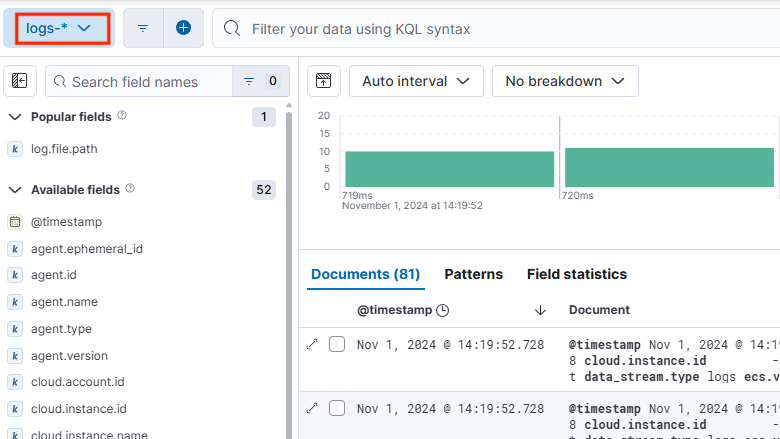 logs-*
Filter your data using KQL syntax
Search field names
0
Popular fields
1
k log.file.path
Available fields
52
@timestamp
k agent.ephemeral_id
k agent.id
k agent.name
k agent.type
k agent.version
k cloud.account.id
k cloud.instance.id
k cloud.instance.name
Auto interval
No breakdown
20
15
10
5
0
719ms
720ms
November 1, 2024 at 14:19:52
Documents (81)
Patterns
Field statistics
@timestamp
Document
Nov 1, 2024 @ 14:19:52.728
@timestamp Nov 1, 2024 @ 14:19
8 cloud.instance.id -
t data_stream.type logs ecs.v
Nov 1, 2024 @ 14:19:52.728
@timestamp Nov 1, 2024 @ 14:19
8 cloud.instance.id -